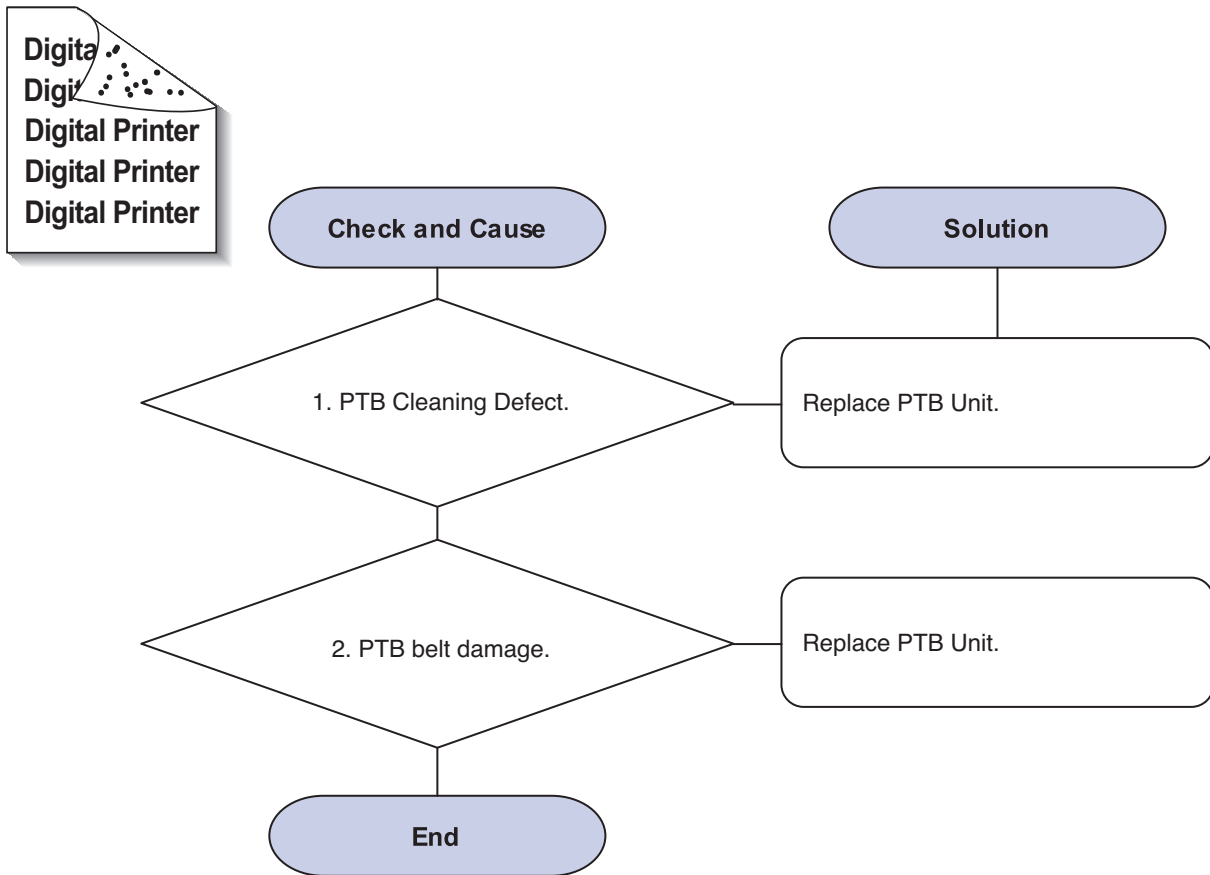 Digita
Digit
Digital Printer
Digital Printer
Digital Printer
Check and Cause
Solution
1. PTB Cleaning Defect.
Replace PTB Unit.
2. PTB belt damage.
Replace PTB Unit.
End